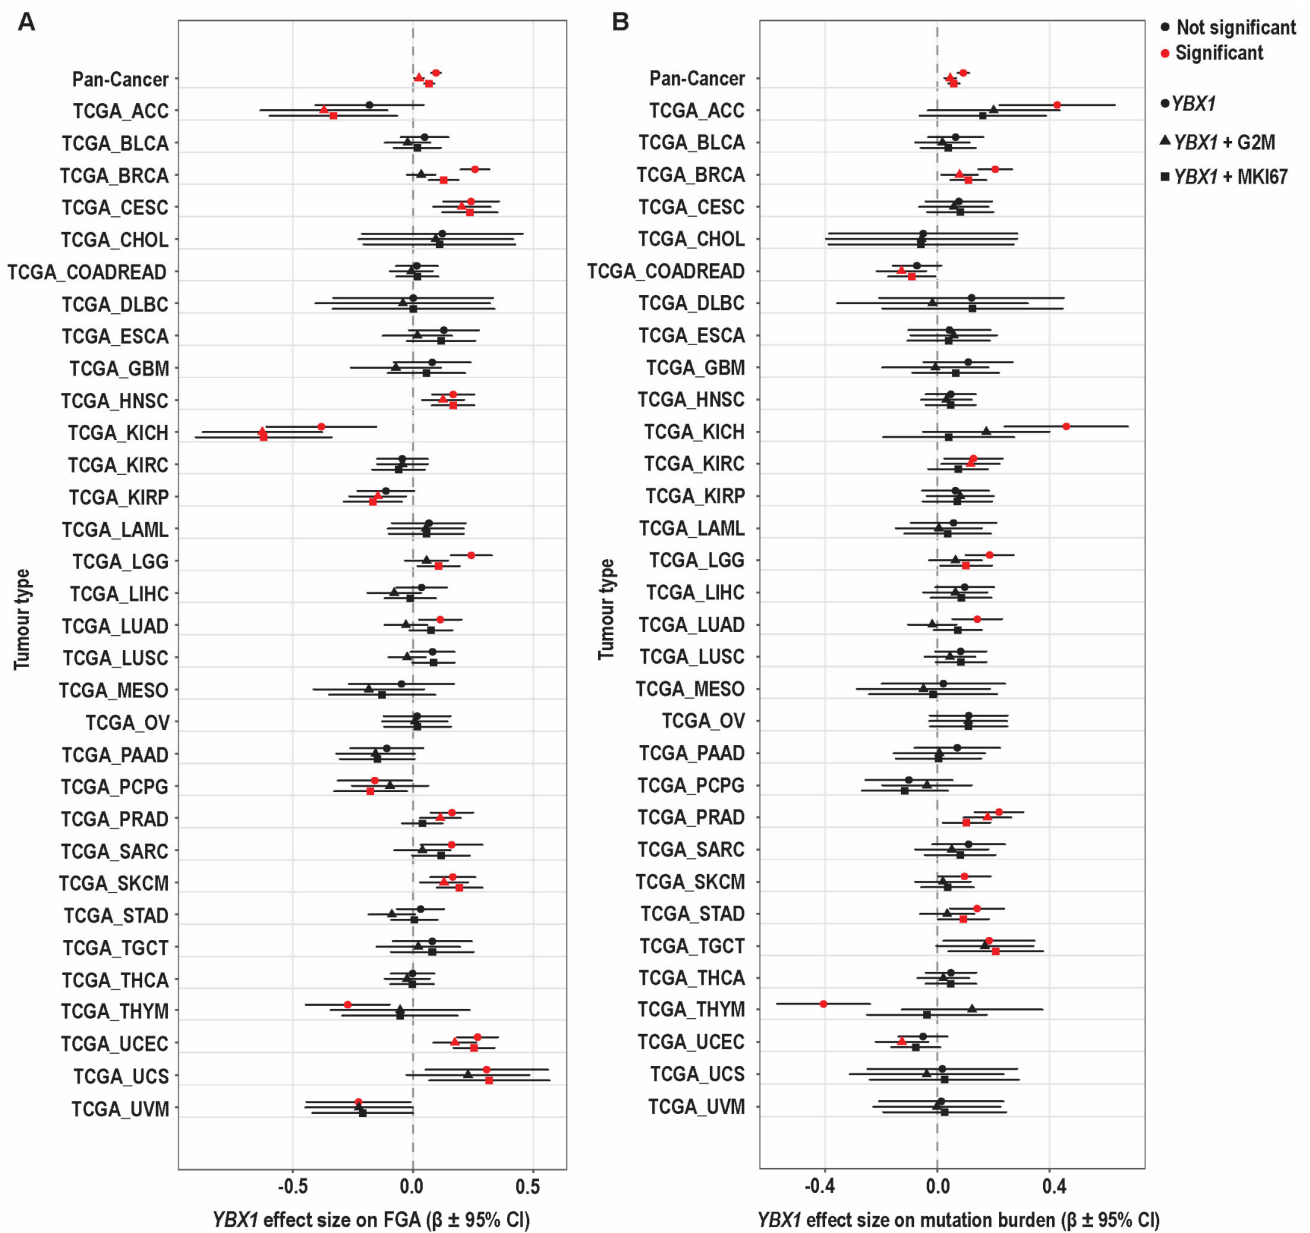 A
Pan-Cancer
TCGA_ACC
TCGA_BLCA
TCGA_BRCA
TCGA_CESC
TCGA_CHOL
TCGA_COADREAD
TCGA_DLBC
TCGA_ESCA
TCGA_GBM
TCGA_HNSC
TCGA_KICH
TCGA_KIRC
TCGA_KIRP
TCGA_LAML
TCGA_LGG
TCGA_LIHC
TCGA_LUAD
TCGA_LUSC
TCGA_MESO
TCGA_OV
TCGA_PAAD
TCGA_PCPG
TCGA_PRAD
TCGA_SARC
TCGA_SKCM
TCGA_STAD
TCGA_TGCT
TCGA_THCA
TCGA_THYM
TCGA_UCEC
TCGA_UCS
TCGA_UVM
Tumour type
-0.5 0.0 0.5
YBX1 effect size on FGA (β ± 95% CI)
B
Pan-Cancer
TCGA_ACC
TCGA_BLCA
TCGA_BRCA
TCGA_CESC
TCGA_CHOL
TCGA_COADREAD
TCGA_DLBC
TCGA_ESCA
TCGA_GBM
TCGA_HNSC
TCGA_KICH
TCGA_KIRC
TCGA_KIRP
TCGA_LAML
TCGA_LGG
TCGA_LIHC
TCGA_LUAD
TCGA_LUSC
TCGA_MESO
TCGA_OV
TCGA_PAAD
TCGA_PCPG
TCGA_PRAD
TCGA_SARC
TCGA_SKCM
TCGA_STAD
TCGA_TGCT
TCGA_THCA
TCGA_THYM
TCGA_UCEC
TCGA_UCS
TCGA_UVM
Tumour type
-0.4 0.0 0.4
YBX1 effect size on mutation burden (β ± 95% CI)
Not significant
Significant
YBX1
YBX1 + G2M
YBX1 + MKI67